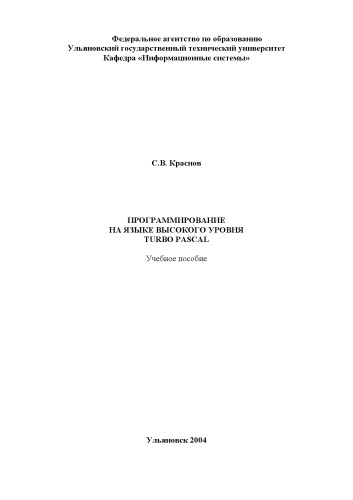 Федеральное агентство по образованию
Ульяновский государственный технический университет
Кафедра «Информационные системы»
С.В. Краснов
ПРОГРАММИРОВАНИЕ
НА ЯЗЫКЕ ВЫСОКОГО УРОВНЯ
TURBO PASCAL
Учебное пособие
Ульяновск 2004